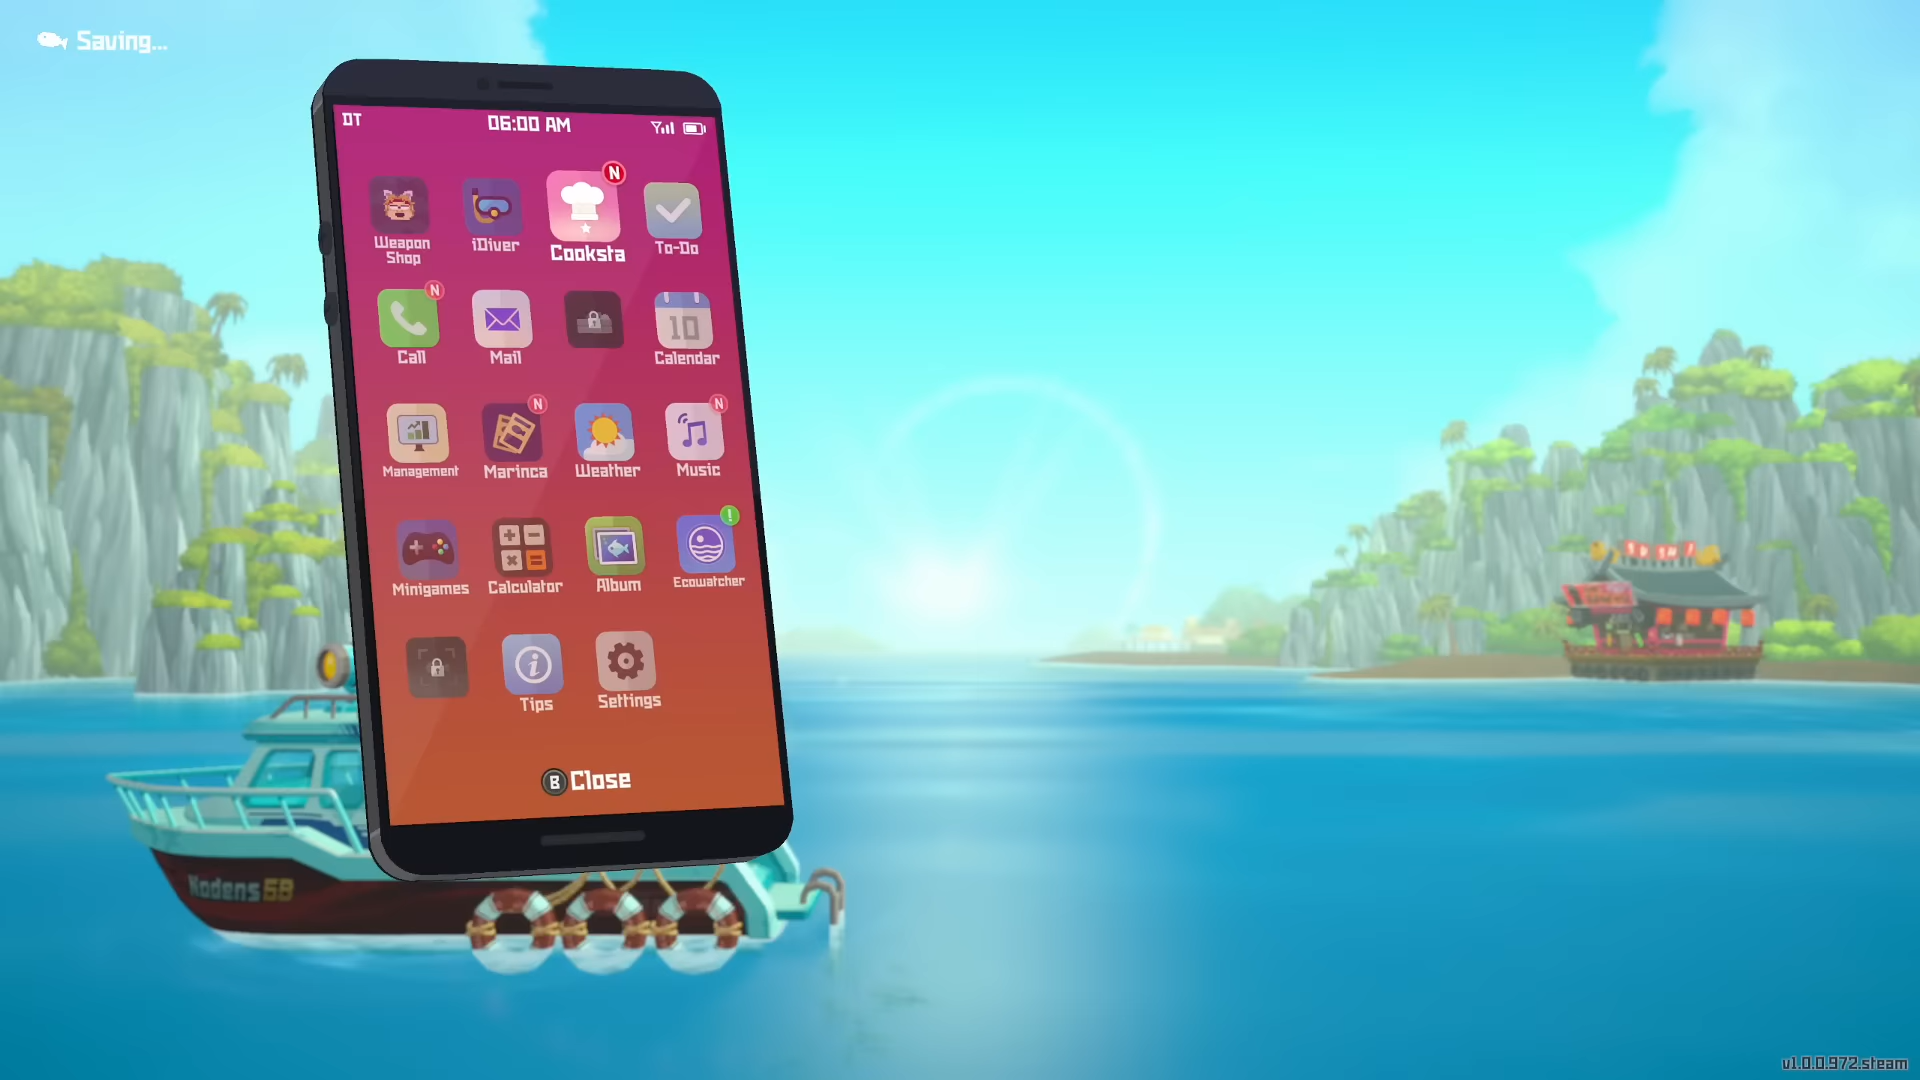 Saving...
DT
06:00 AM
N
Weapon
Shop
iDiver
Cooksta
To-Do
N
Call
Mail
10
Calendar
N
N
Management
Marinca
Weather
Music
!
Minigames
Calculator
Album
Ecowatcher
i
Tips
Settings
B Close
Kodens 6B
v1.0.0.972.steam